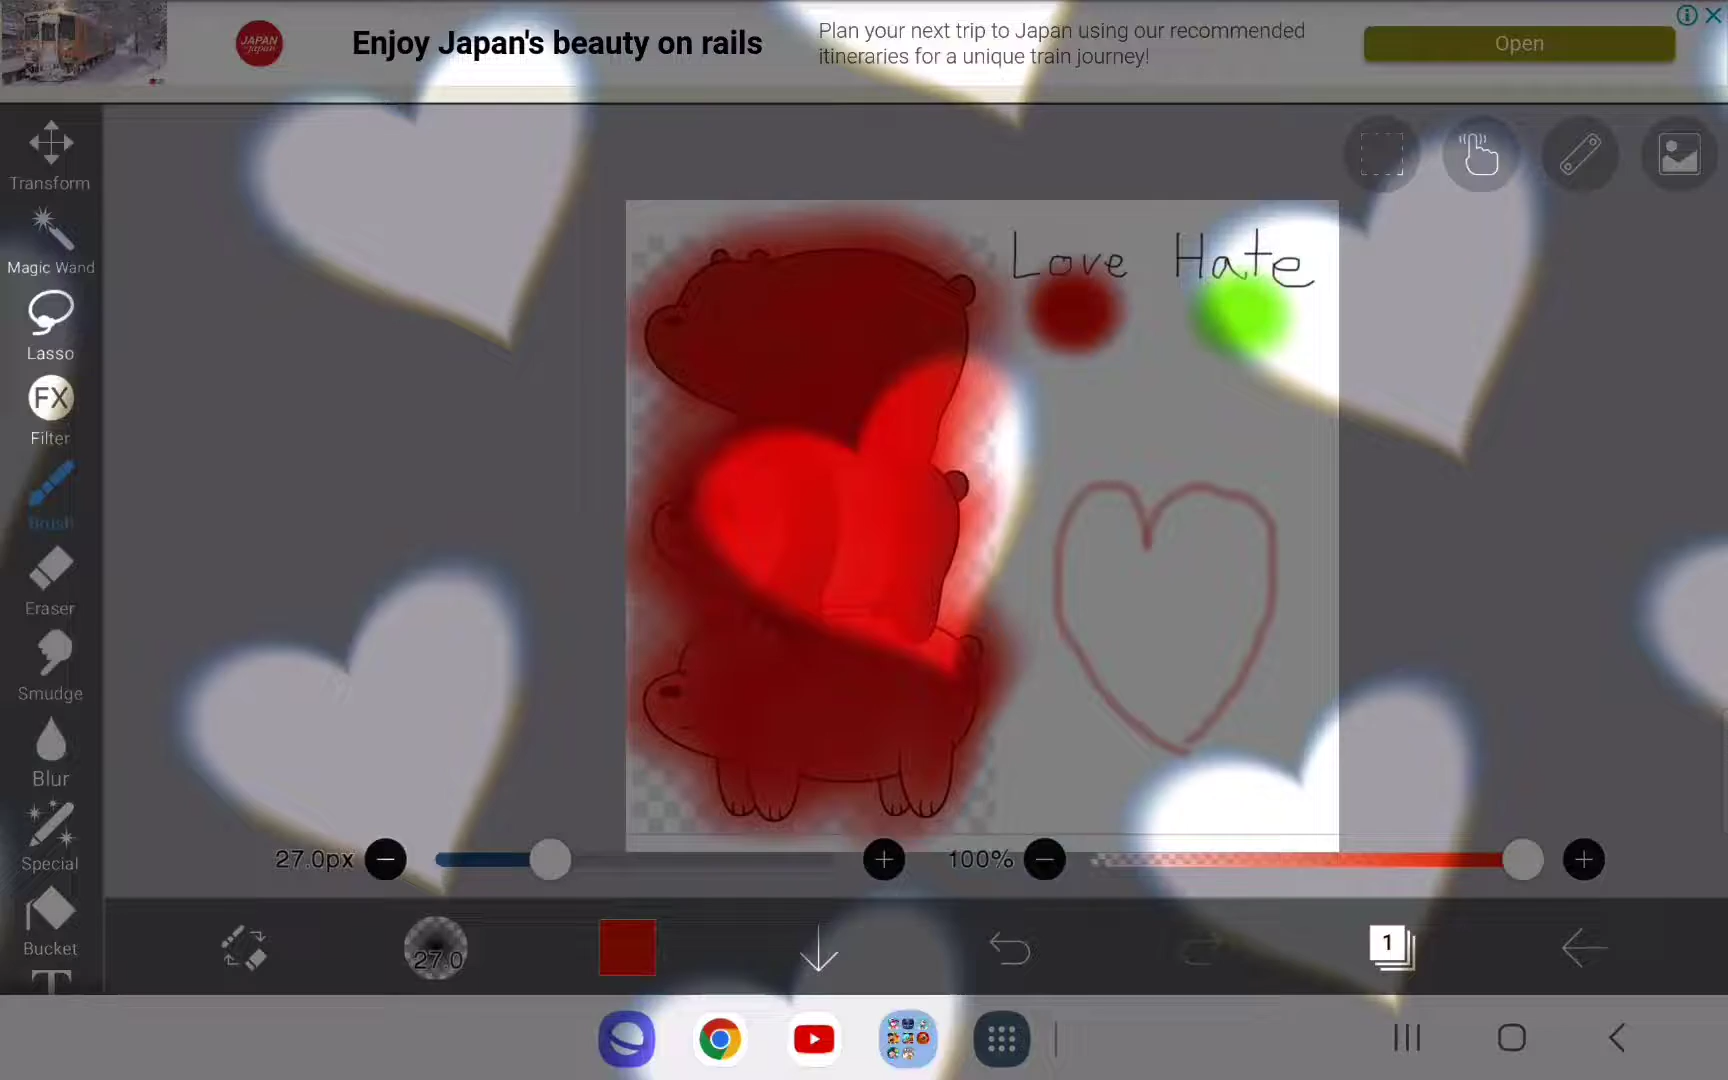 JAPAN
by Japan
Enjoy Japan's beauty on rails
Plan your next trip to Japan using our recommended
itineraries for a unique train journey!
Open
Transform
Magic Wand
Lasso
FX
Filter
Brush
Eraser
Smudge
Blur
Special
Bucket
T
Love Hate
27.0px
100%
27.0
1